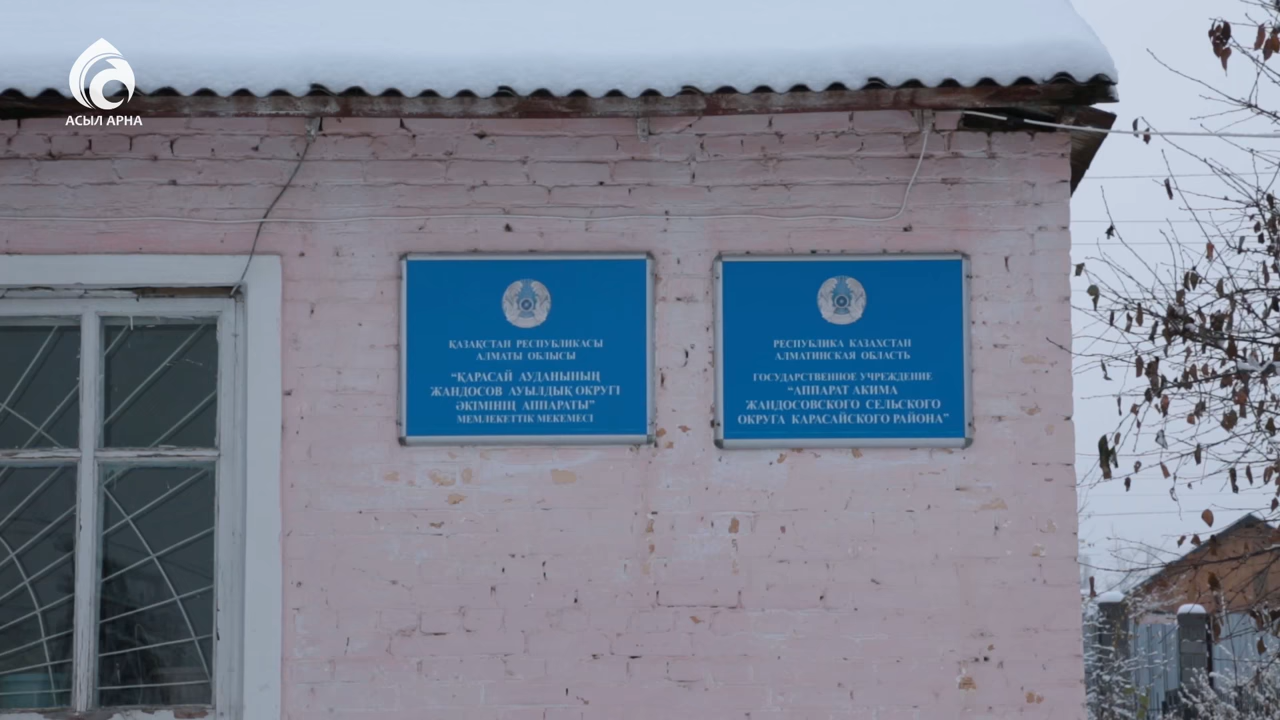 АСЫЛ АРНА
ҚАЗАҚСТАН РЕСПУБЛИКАСЫ
АЛМАТЫ ОБЛЫСЫ
“ҚАРАСАЙ АУДАНЫНЫҢ
ЖАНДОСОВ АУЫЛДЫҚ ОКРУГІ
ӘКІМІНІҢ АППАРАТЫ”
МЕМЛЕКЕТТІК МЕКЕМЕСІ
РЕСПУБЛИКА КАЗАХСТАН
АЛМАТИНСКАЯ ОБЛАСТЬ
ГОСУДАРСТВЕННОЕ УЧРЕЖДЕНИЕ
“АППАРАТ АКИМА
ЖАНДОСОВСКОГО СЕЛЬСКОГО
ОКРУГА КАРАСАЙСКОГО РАЙОНА”